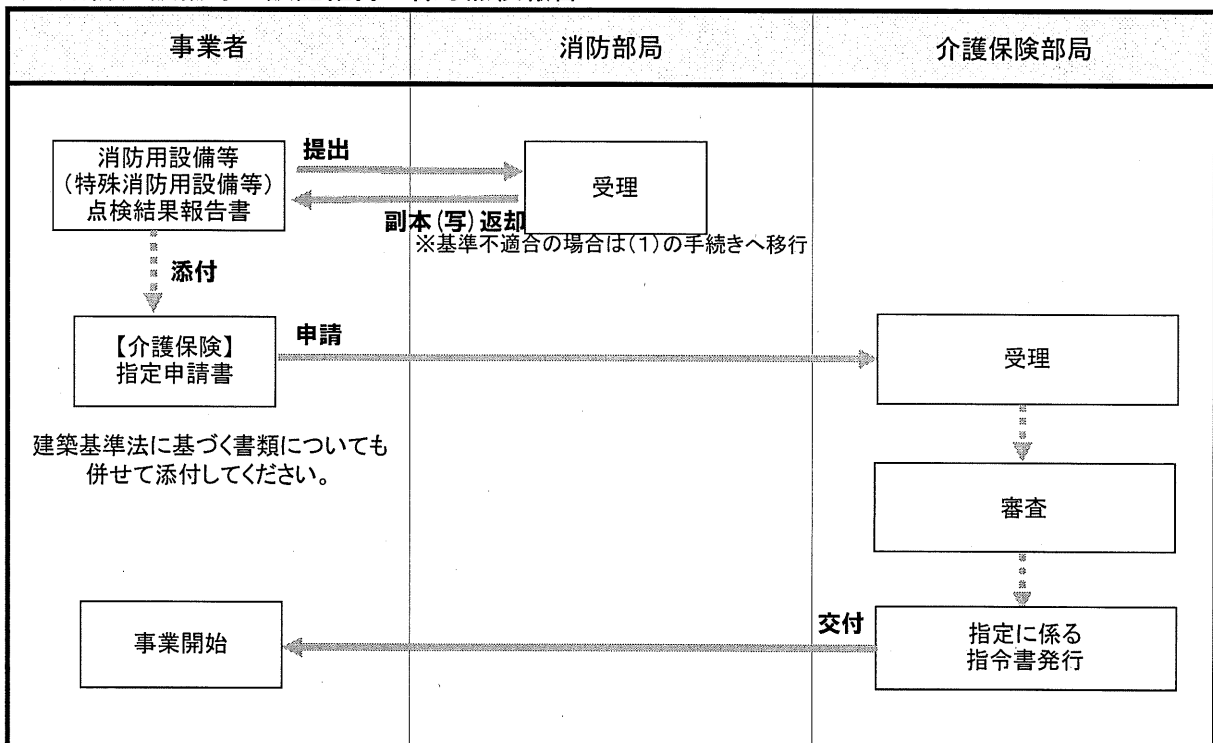 事業者
消防部局
介護保険部局
消防用設備等
(特殊消防用設備等)
点検結果報告書
提出
受理
副本(写)返却
※基準不適合の場合は(1)の手続きへ移行
添付
【介護保険】
指定申請書
申請
受理
建築基準法に基づく書類についても
併せて添付してください。
審査
事業開始
交付
指定に係る
指令書発行